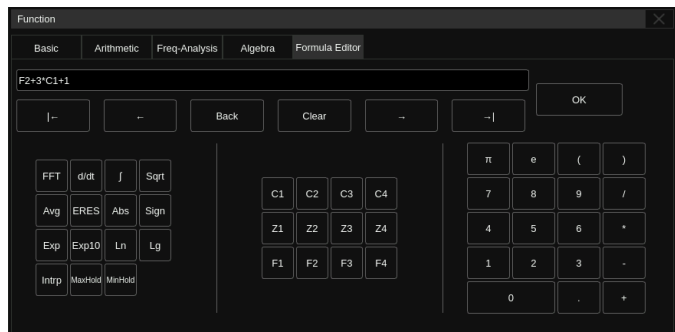 Function
Basic Arithmetic Freq-Analysis Algebra Formula Editor
F2+3*C1+1
|← ← Back Clear → →| OK
π e ( )
FFT d/dt ∫ Sqrt
C1 C2 C3 C4 7 8 9 /
Avg ERES Abs Sign
Z1 Z2 Z3 Z4 4 5 6 *
Exp Exp10 Ln Lg
F1 F2 F3 F4 1 2 3 -
Intrp MaxHold MinHold
0 . +